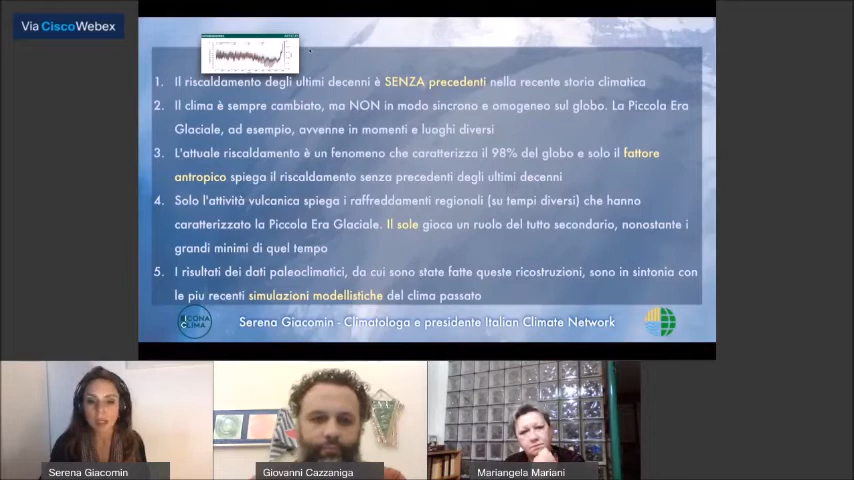 Via Cisco Webex
1. Il riscaldamento degli ultimi decenni è SENZA precedenti nella recente storia climatica
2. Il clima è sempre cambiato, ma NON in modo sincrono e omogeneo sul globo. La Piccola Era
Glaciale, ad esempio, avvenne in momenti e luoghi diversi
3. L'attuale riscaldamento è un fenomeno che caratterizza il 98% del globo e solo il fattore
antropico spiega il riscaldamento senza precedenti degli ultimi decenni
4. Solo l'attività vulcanica spiega i raffreddamenti regionali (su tempi diversi) che hanno
caratterizzato la Piccola Era Glaciale. Il sole gioca un ruolo del tutto secondario, nonostante i
grandi minimi di quel tempo
5. I risultati dei dati paleoclimatici, da cui sono state fatte queste ricostruzioni, sono in sintonia con
le piu recenti simulazioni modellistiche del clima passato
ICONA
CLIMA
Serena Giacomin - Climatologa e presidente Italian Climate Network
Serena Giacomin
Giovanni Cazzaniga
Mariangela Mariani